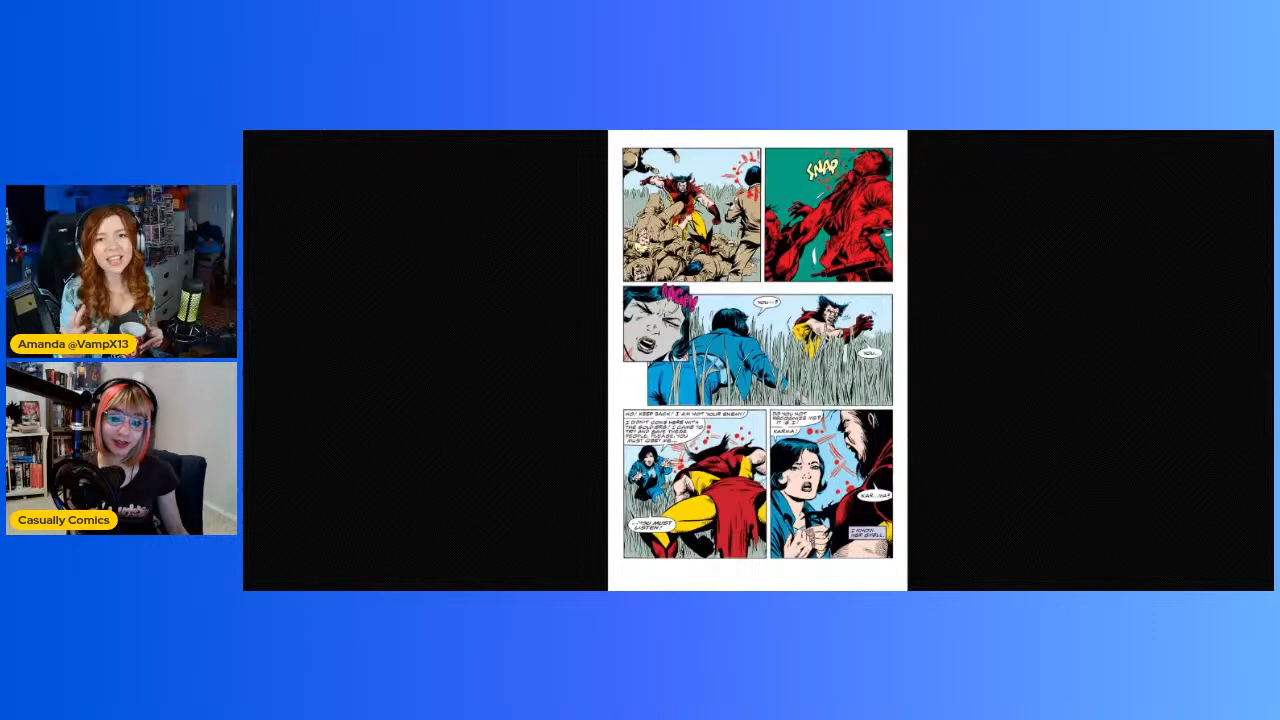 Amanda @VampX13
Casually Comics
SNAP
YOU--?
YOU...
NO! KEEP BACK! I AM NOT YOUR ENEMY!
I DIDN'T COME HERE WITH
THE SOLDIERS! I CAME TO
TRY AND SAVE THESE
PEOPLE. PLEASE, YOU
MUST OBEY ME...
...YOU MUST
LISTEN!
DO YOU NOT
RECOGNIZE ME?
IT IS I!
KARMA!
KAR...MA?
I KNOW
HER SMELL.